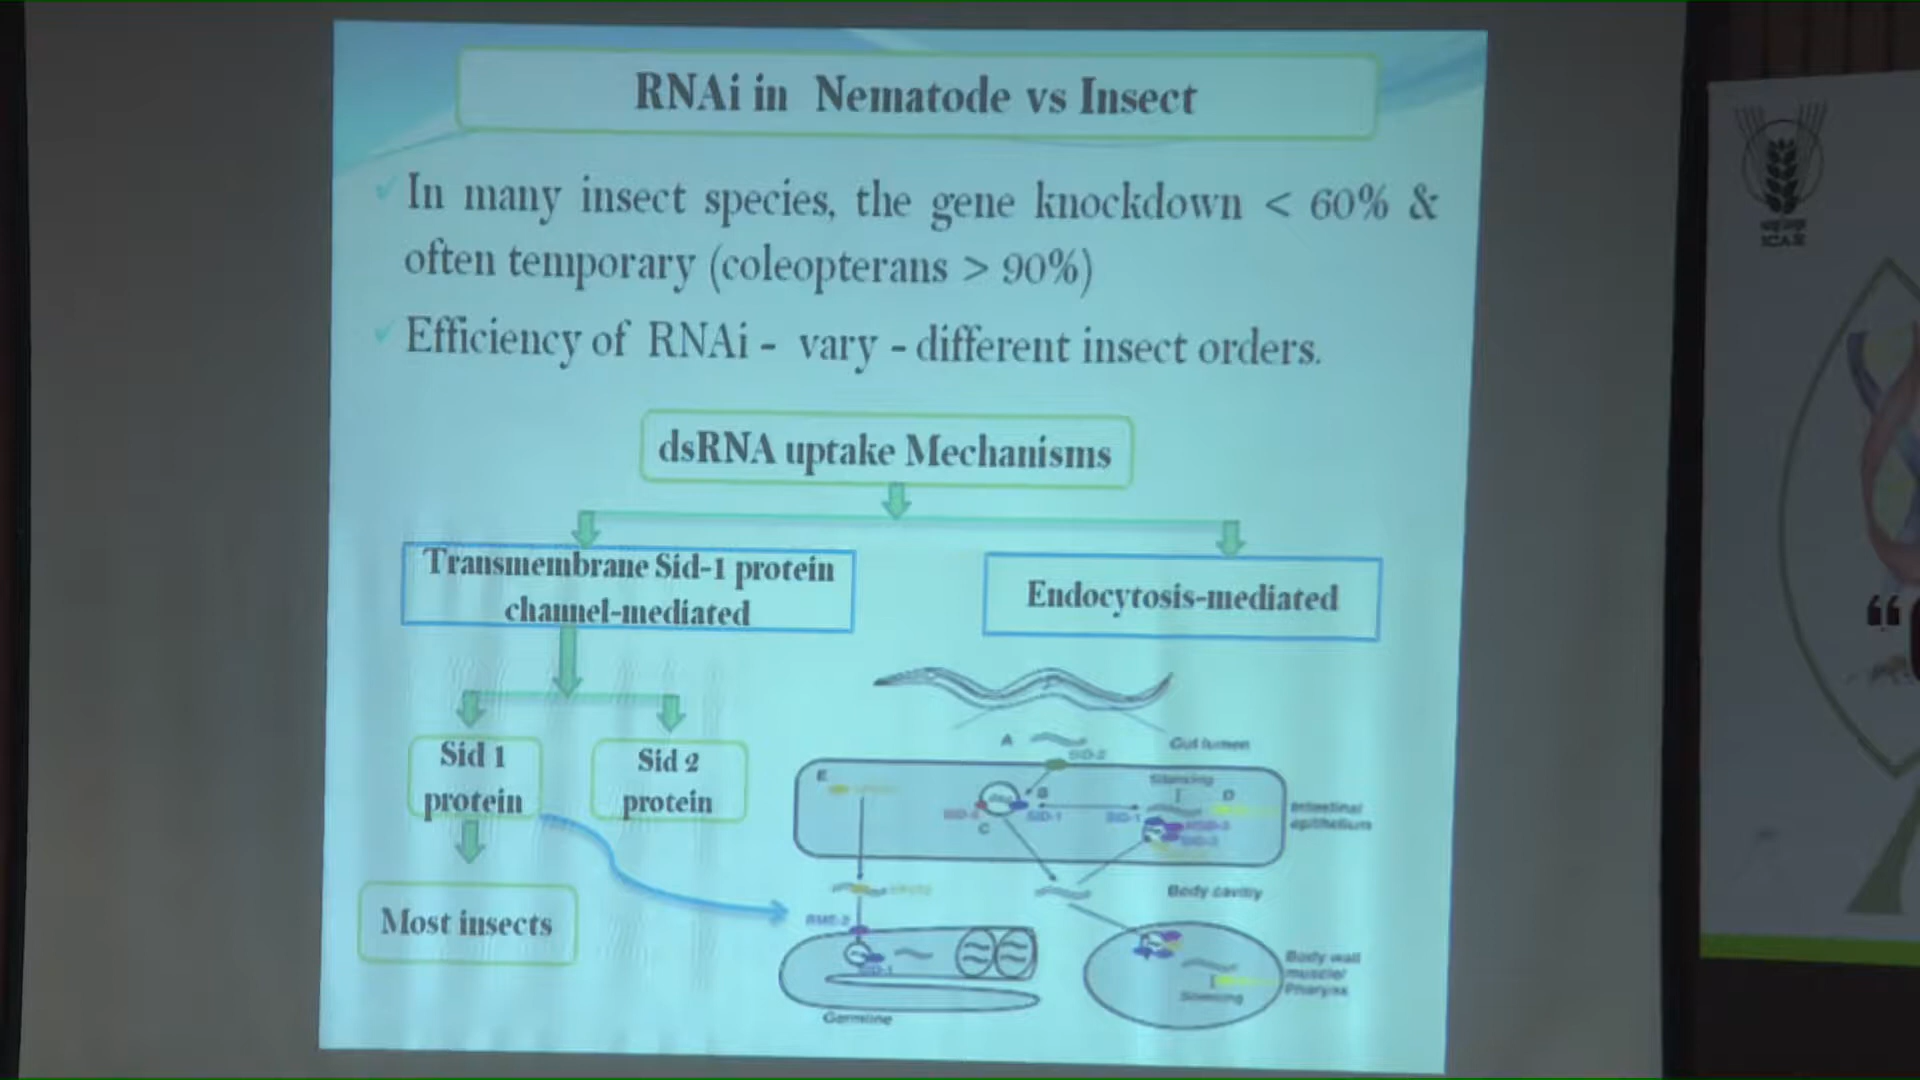 RNAi in Nematode vs Insect
In many insect species, the gene knockdown < 60% &
often temporary (coleopterans > 90%)
Efficiency of RNAi - vary - different insect orders.
dsRNA uptake Mechanisms
Transmembrane Sid-1 protein
channel-mediated
Endocytosis-mediated
Sid 1
protein
Sid 2
protein
Most insects
A
SID-2
Gut lumen
E
B
Silencing
D
SID-1
SID-1
C
Intestinal
epithelium
Body cavity
Germline
Body wall
muscle/
Pharynx
Silencing
ICAR
“